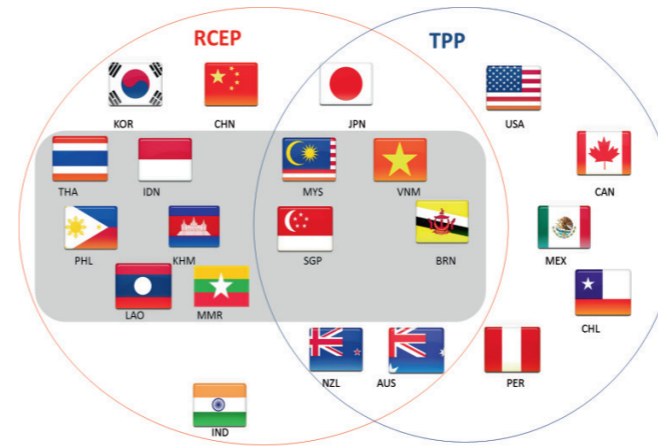 RCEP TPP
KOR CHN JPN USA
THA IDN MYS VNM CAN
PHL KHM SGP BRN MEX
LAO MMR CHL
NZL AUS PER
IND